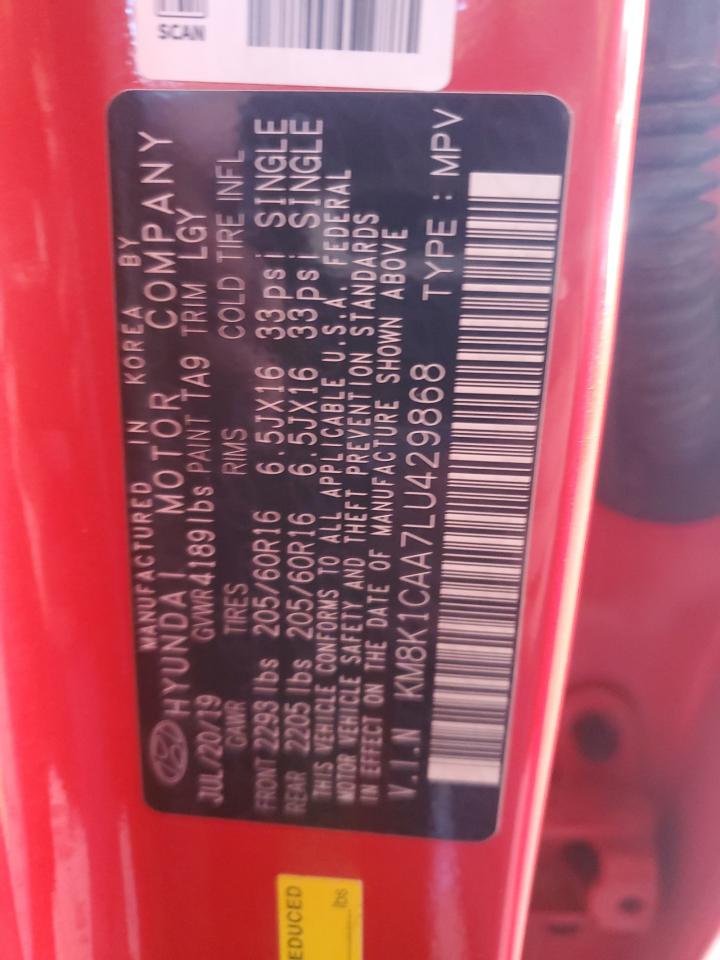 SCAN
MANUFACTURED IN KOREA BY
HYUNDAI MOTOR COMPANY
JUL/20/19 GVWR 4189lbs PAINT TA9 TRIM LGY
GAWR TIRES RIMS COLD TIRE INFL
FRONT 2293 lbs 205/60R16 6.5JX16 33psi SINGLE
REAR 2205 lbs 205/60R16 6.5JX16 33psi SINGLE
THIS VEHICLE CONFORMS TO ALL APPLICABLE U.S.A. FEDERAL
MOTOR VEHICLE SAFETY AND THEFT PREVENTION STANDARDS
IN EFFECT ON THE DATE OF MANUFACTURE SHOWN ABOVE
V.I.N KM8K1CAA7LU429868 TYPE : MPV
EDUCED
lbs